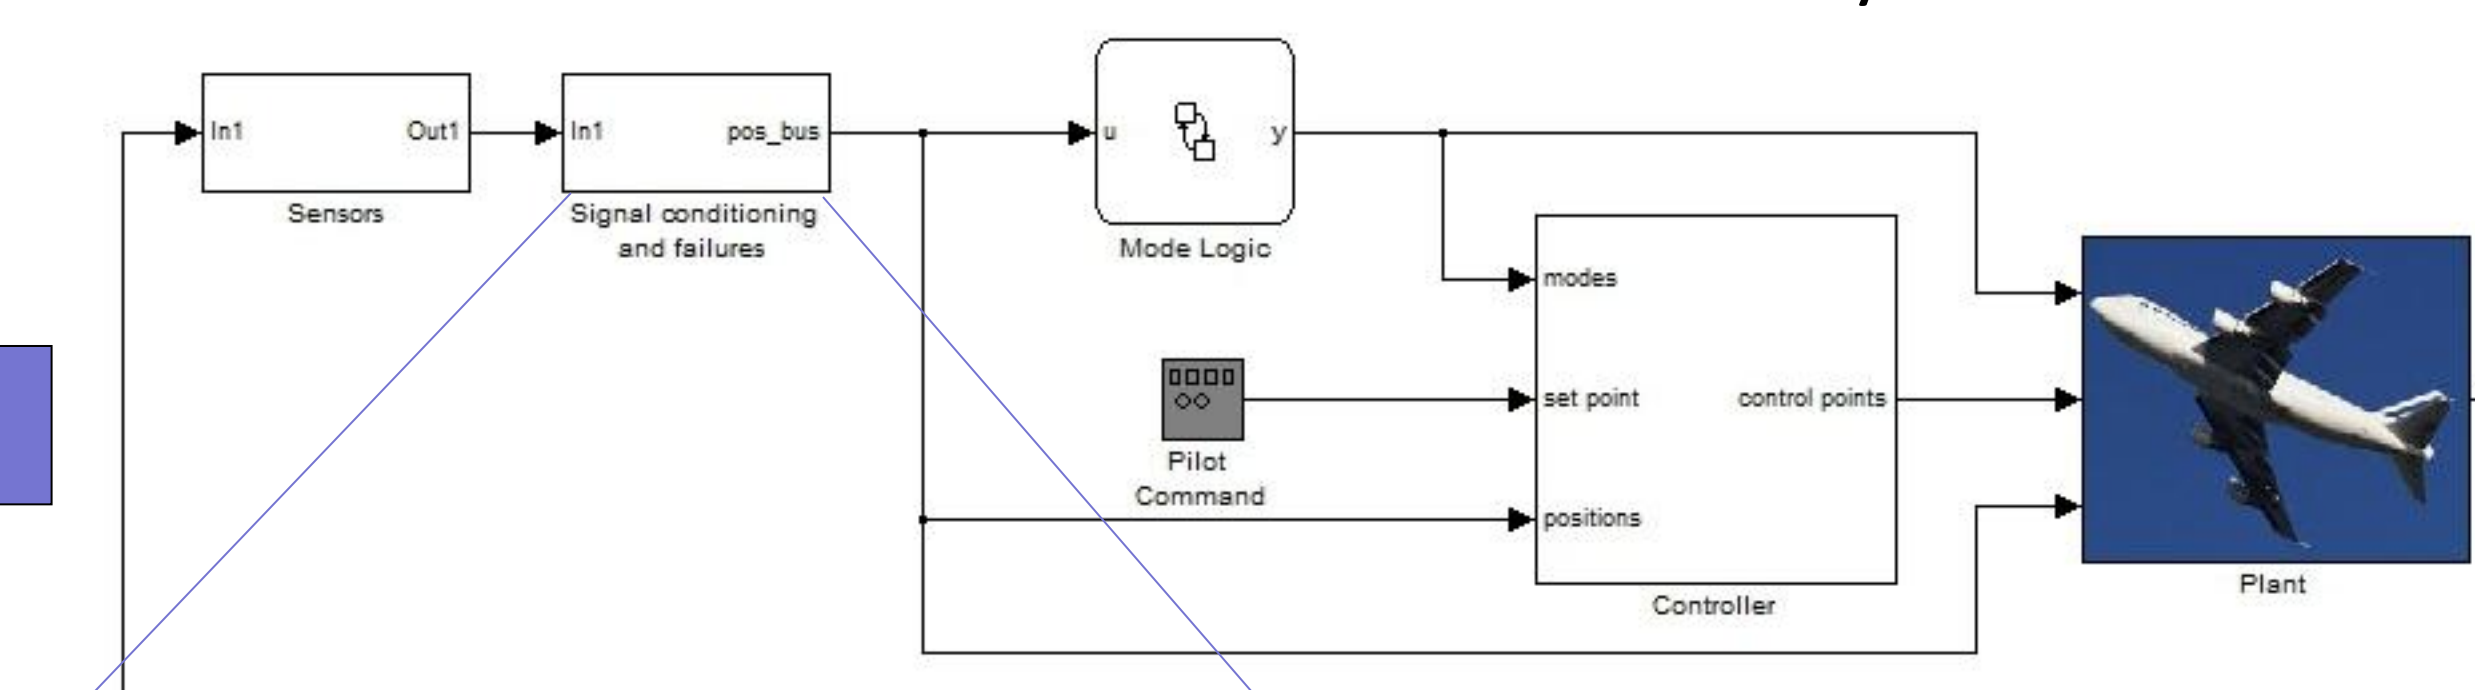 In1
Out1
Sensors
In1
pos_bus
Signal conditioning
and failures
u
y
Mode Logic
modes
set point
positions
control points
Controller
Pilot
Command
Plant